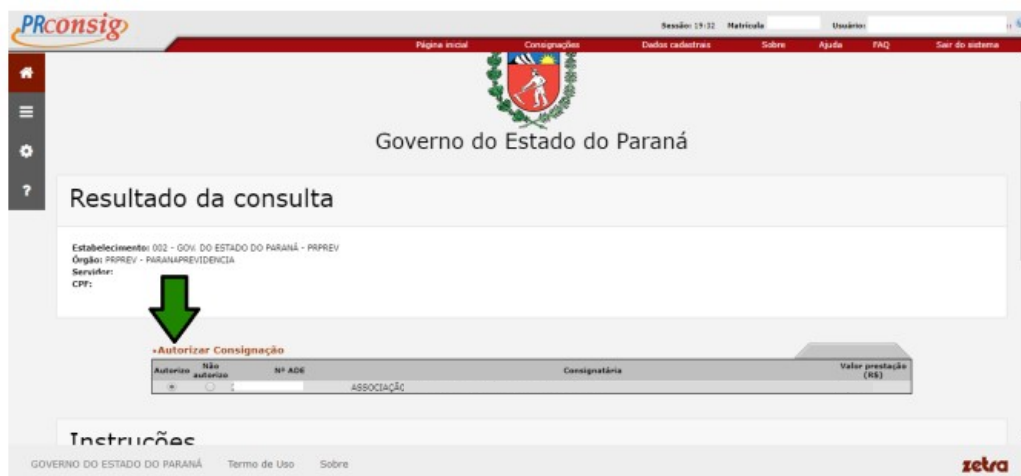 PRconsig
Sessão: 19:32 Matrícula Usuário:
Página inicial Consignações Dados cadastrais Sobre Ajuda FAQ Sair do sistema
Governo do Estado do Paraná
?
Resultado da consulta
Estabelecimento: 002 - GOV. DO ESTADO DO PARANÁ - PRPREV
Órgão: PRPREV - PARANAPREVIDENCIA
Servidor:
CPF:
Autorizar Consignação
Autorizo Não autorizo Nº ADE Consignatária Valor prestação (R$)
ASSOCIAÇÃO
Instruções
GOVERNO DO ESTADO DO PARANÁ Termo de Uso Sobre
zetra